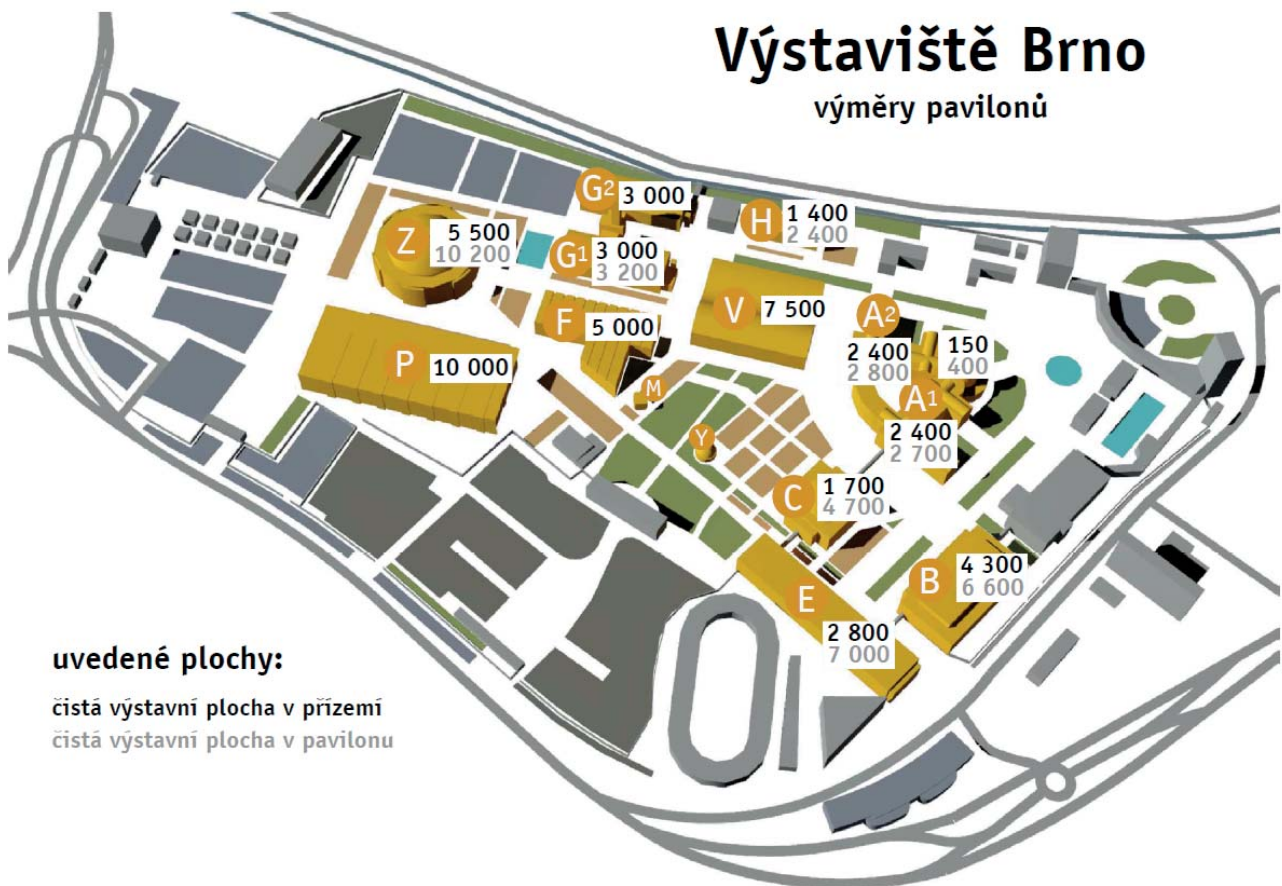 Výstaviště Brno
výměry pavilonů
G2
3 000
H
1 400
2 400
Z
5 500
10 200
G1
3 000
3 200
F
5 000
V
7 500
A2
2 400
2 800
150
400
P
10 000
M
A1
2 400
2 700
Y
C
1 700
4 700
B
4 300
6 600
E
2 800
7 000
uvedené plochy:
čistá výstavní plocha v přízemí
čistá výstavní plocha v pavilonu